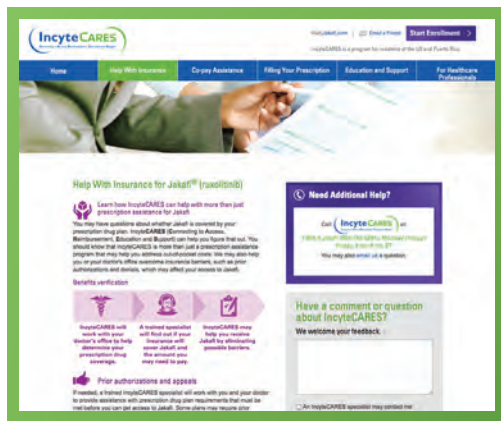 IncyteCARES
Visit Jakafi.com | Email a Friend
Start Enrollment >
IncyteCARES is a program for residents of the US and Puerto Rico.
Home
Help With Insurance
Co-pay Assistance
Filling Your Prescription
Education and Support
For Healthcare
Professionals
Help With Insurance for Jakafi® (ruxolitinib)
Learn how IncyteCARES can help with more than just
prescription assistance for Jakafi
You may have questions about whether Jakafi is covered by your
prescription drug plan. IncyteCARES (Connecting to Access,
Reimbursement, Education and Support) can help you figure that out. You
should know that IncyteCARES is more than just a prescription assistance
program that may help you address out-of-pocket costs. We may also help
you or your doctor's office overcome insurance barriers, such as prior
authorizations and denials, which may affect your access to Jakafi.
Benefits verification
IncyteCARES will
work with your
doctor's office to help
determine your
prescription drug
coverage.
A trained specialist
will find out if your
insurance will
cover Jakafi and
the amount you
may need to pay.
IncyteCARES may
help you receive
Jakafi by eliminating
possible barriers.
Prior authorizations and appeals
If needed, a trained IncyteCARES specialist will work with you and your doctor
to provide assistance with prescription drug plan requirements that must be
met before you can get access to Jakafi. Some plans may require prior
Need Additional Help?
Call IncyteCARES at
You may also email us a question.
Have a comment or question
about IncyteCARES?
We welcome your feedback.
An IncyteCARES specialist may contact me